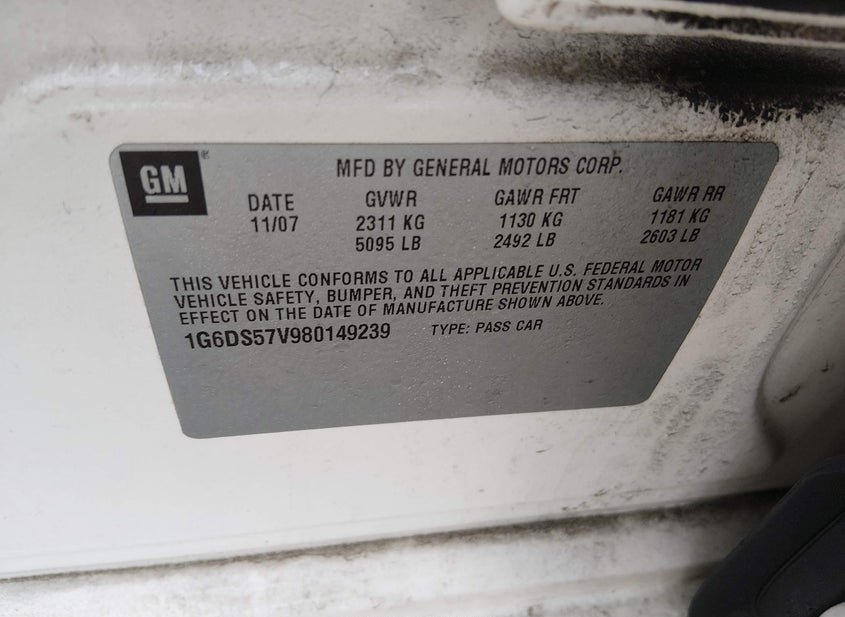 GM®
MFD BY GENERAL MOTORS CORP.
DATE GVWR GAWR FRT GAWR RR
11/07 2311 KG 1130 KG 1181 KG
5095 LB 2492 LB 2603 LB
THIS VEHICLE CONFORMS TO ALL APPLICABLE U.S. FEDERAL MOTOR
VEHICLE SAFETY, BUMPER, AND THEFT PREVENTION STANDARDS IN
EFFECT ON THE DATE OF MANUFACTURE SHOWN ABOVE.
1G6DS57V980149239 TYPE: PASS CAR